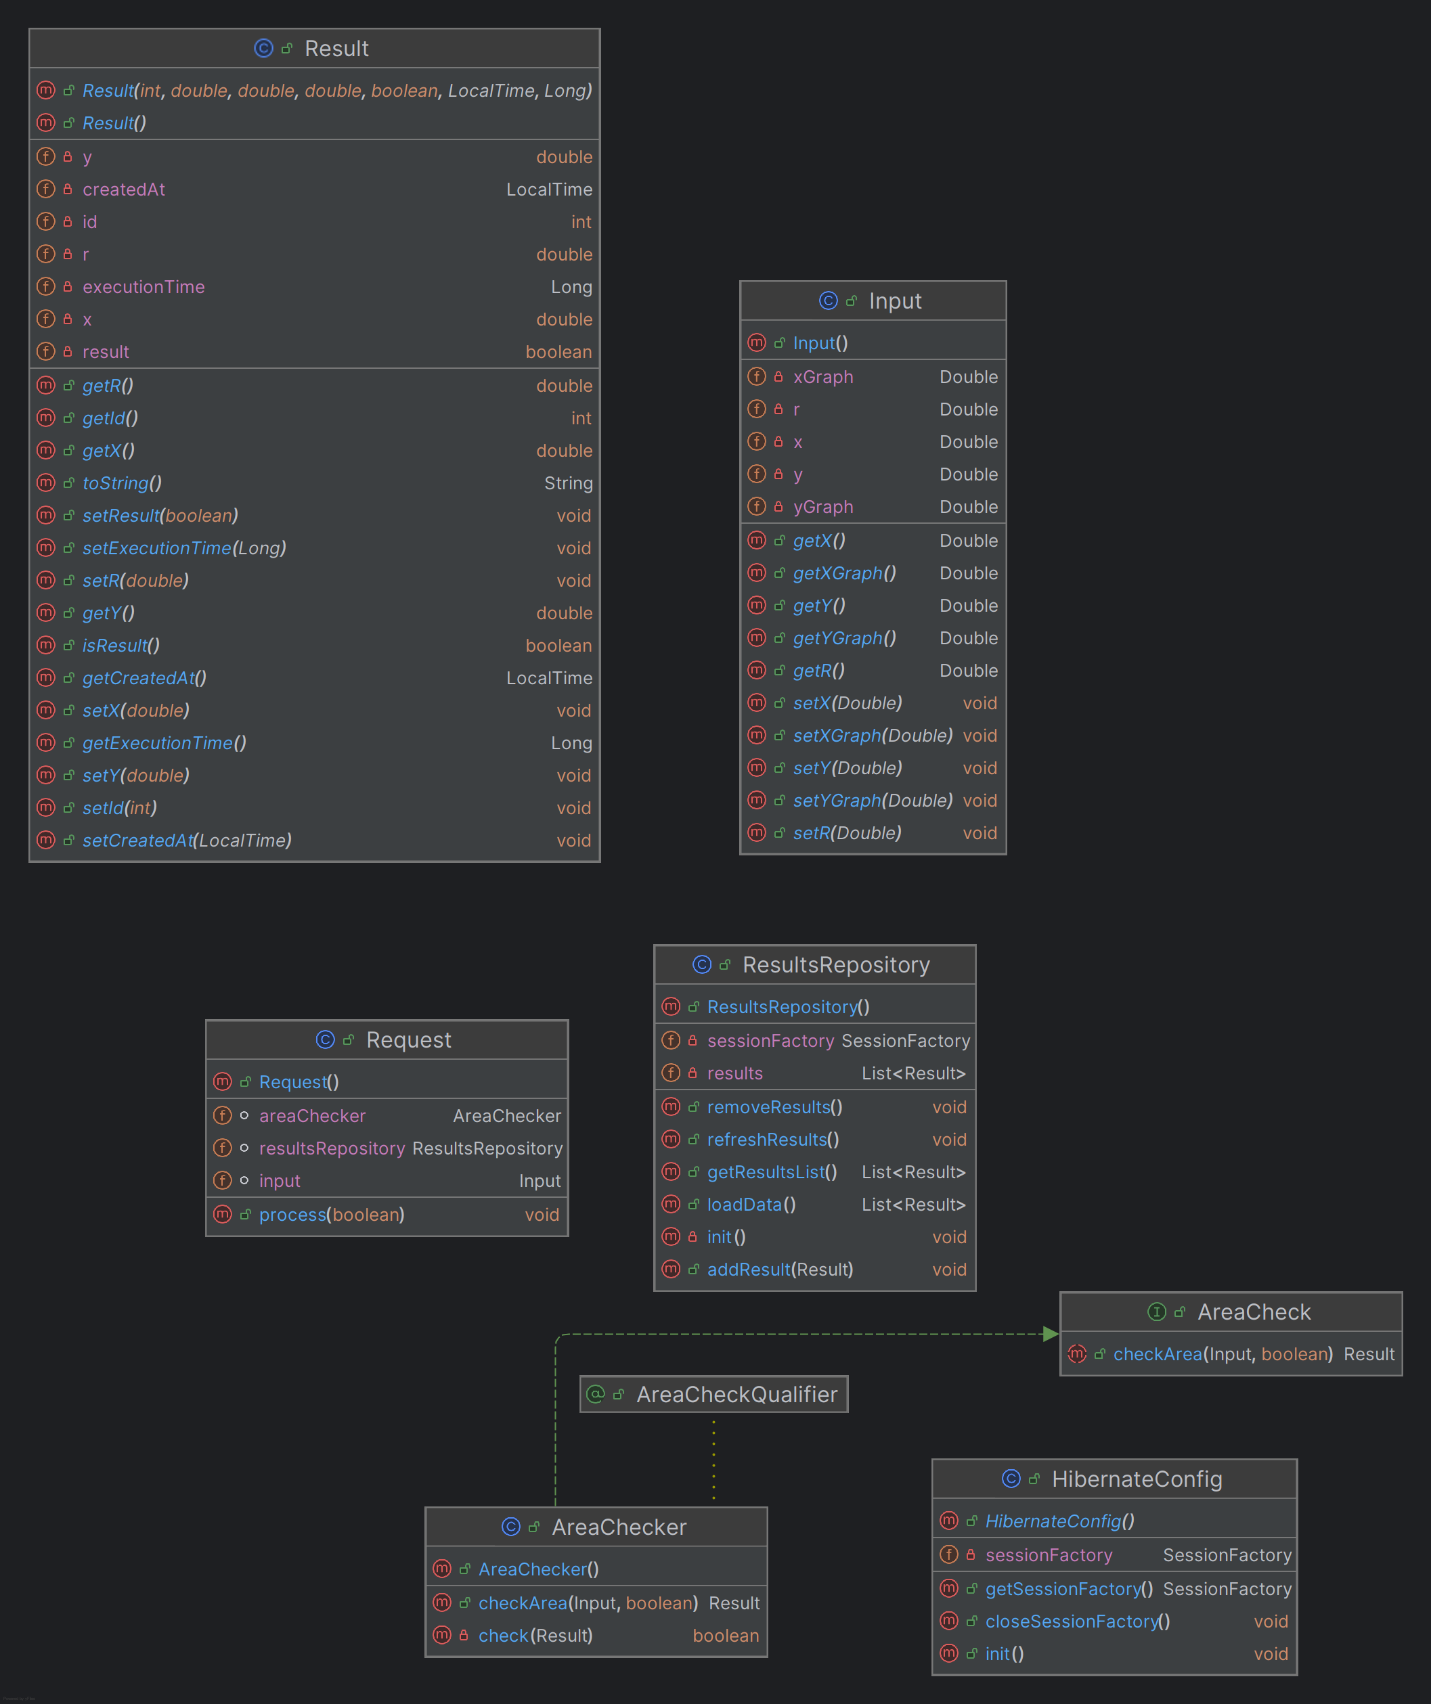 Result
Result(int, double, double, double, boolean, LocalTime, Long)
Result()
y double
createdAt LocalTime
id int
r double
executionTime Long
x double
result boolean
getR() double
getId() int
getX() double
toString() String
setResult(boolean) void
setExecutionTime(Long) void
setR(double) void
getY() double
isResult() boolean
getCreatedAt() LocalTime
setX(double) void
getExecutionTime() Long
setY(double) void
setId(int) void
setCreatedAt(LocalTime) void
Input
Input()
xGraph Double
r Double
x Double
y Double
yGraph Double
getX() Double
getXGraph() Double
getY() Double
getYGraph() Double
getR() Double
setX(Double) void
setXGraph(Double) void
setY(Double) void
setYGraph(Double) void
setR(Double) void
ResultsRepository
ResultsRepository()
sessionFactory SessionFactory
results List<Result>
removeResults() void
refreshResults() void
getResultsList() List<Result>
loadData() List<Result>
init() void
addResult(Result) void
Request
Request()
areaChecker AreaChecker
resultsRepository ResultsRepository
input Input
process(boolean) void
AreaCheck
checkArea(Input, boolean) Result
AreaCheckQualifier
AreaChecker
AreaChecker()
checkArea(Input, boolean) Result
check(Result) boolean
HibernateConfig
HibernateConfig()
sessionFactory SessionFactory
getSessionFactory() SessionFactory
closeSessionFactory() void
init() void